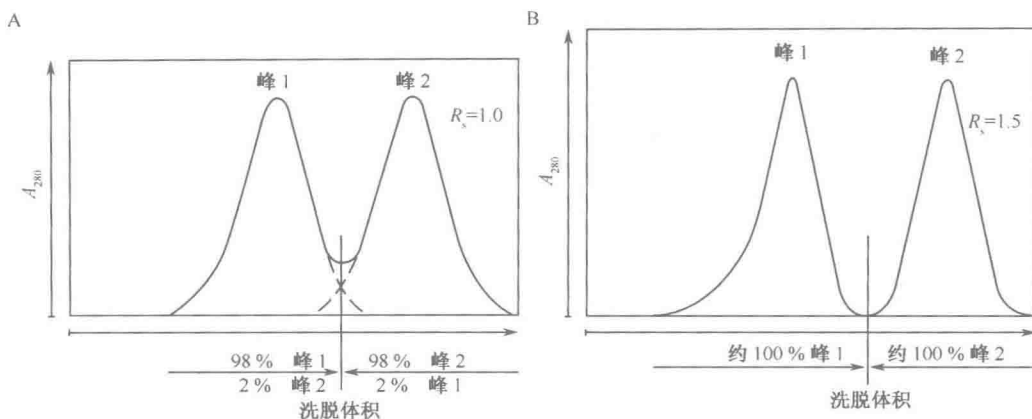 A
峰 1
峰 2
Rs=1.0
A280
98 % 峰 1
2 % 峰 2
98 % 峰 2
2 % 峰 1
洗脱体积
B
峰 1
峰 2
Rs=1.5
A280
约 100 % 峰 1
约 100 % 峰 2
洗脱体积